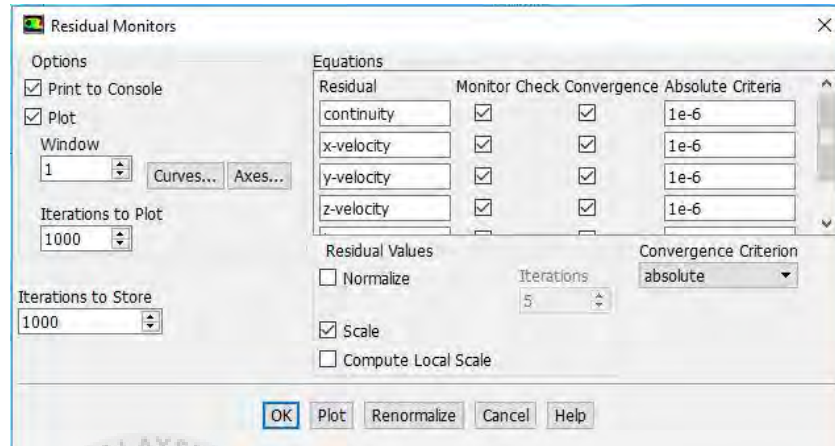 Residual Monitors
Options
Print to Console
Plot
Window
1
Curves... Axes...
Iterations to Plot
1000
Iterations to Store
1000
Equations
Residual Monitor Check Convergence Absolute Criteria
continuity 1e-6
x-velocity 1e-6
y-velocity 1e-6
z-velocity 1e-6
Residual Values
Normalize
Iterations
5
Scale
Compute Local Scale
Convergence Criterion
absolute
OK Plot Renormalize Cancel Help